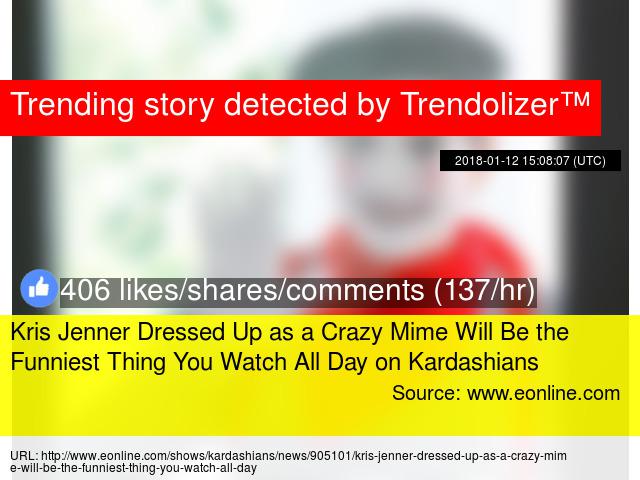 Trending story detected by Trendolizer™
2018-01-12 15:08:07 (UTC)
406 likes/shares/comments (137/hr)
Kris Jenner Dressed Up as a Crazy Mime Will Be the
Funniest Thing You Watch All Day on Kardashians
Source: www.eonline.com
URL: http://www.eonline.com/shows/kardashians/news/905101/kris-jenner-dressed-up-as-a-crazy-mim
e-will-be-the-funniest-thing-you-watch-all-day